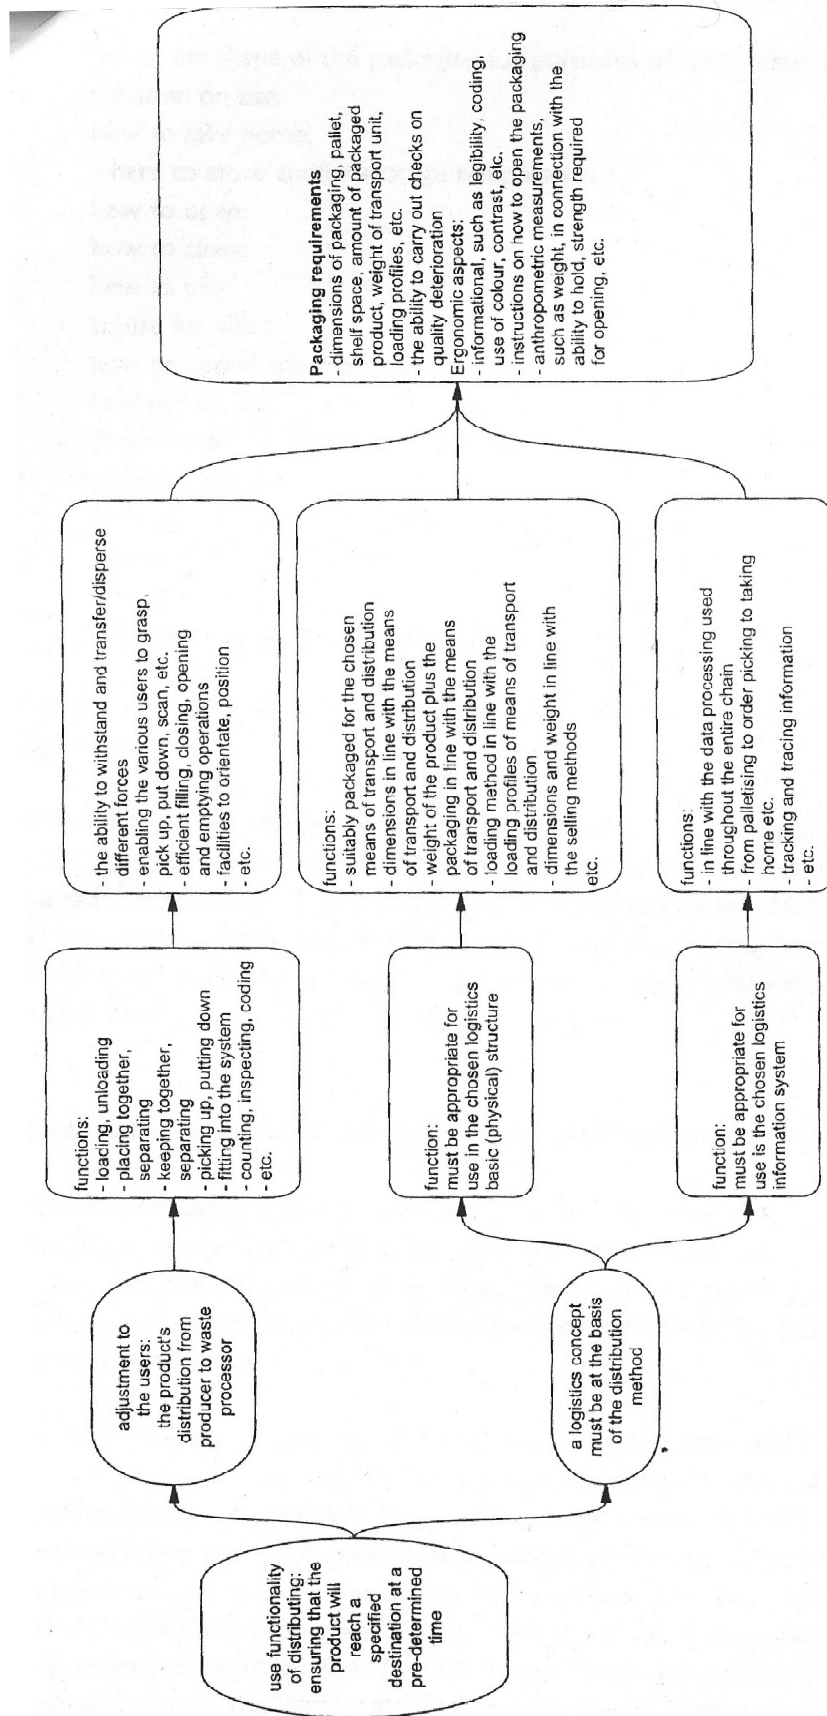 use functionality
of distributing:
ensuring that the
product will
reach a
specified
destination at a
pre-determined
time
adjustment to
the users:
the product's
distribution from
producer to waste
processor
a logistics concept
must be at the basis
of the distribution
method
functions:
- loading, unloading
- placing together,
separating
- keeping together,
separating
- picking up, putting down
- fitting into the system
- counting, inspecting, coding
- etc.
function:
must be appropriate for
use in the chosen logistics
basic (physical) structure
function:
must be appropriate for
use is the chosen logistics
information system
- the ability to withstand and transfer/disperse
different forces
- enabling the various users to grasp,
pick up, put down, scan, etc.
- efficient filling, closing, opening
and emptying operations
- facilities to orientate, position
- etc.
functions:
- suitably packaged for the chosen
means of transport and distribution
- dimensions in line with the means
of transport and distribution
- weight of the product plus the
packaging in line with the means
of transport and distribution
- loading method in line with the
loading profiles of means of transport
and distribution
- dimensions and weight in line with
the selling methods
etc.
functions:
- in line with the data processing used
throughout the entire chain
- from palletising to order picking to taking
home etc.
- tracking and tracing information
- etc.
Packaging requirements
- dimensions of packaging, pallet,
shelf space, amount of packaged
product, weight of transport unit,
loading profiles, etc.
- the ability to carry out checks on
quality deterioration
Ergonomic aspects:
- informational, such as legibility, coding,
use of colour, contrast, etc.
- instructions on how to open the packaging
- anthropometric measurements,
such as weight, in connection with the
ability to hold, strength required
for opening, etc.